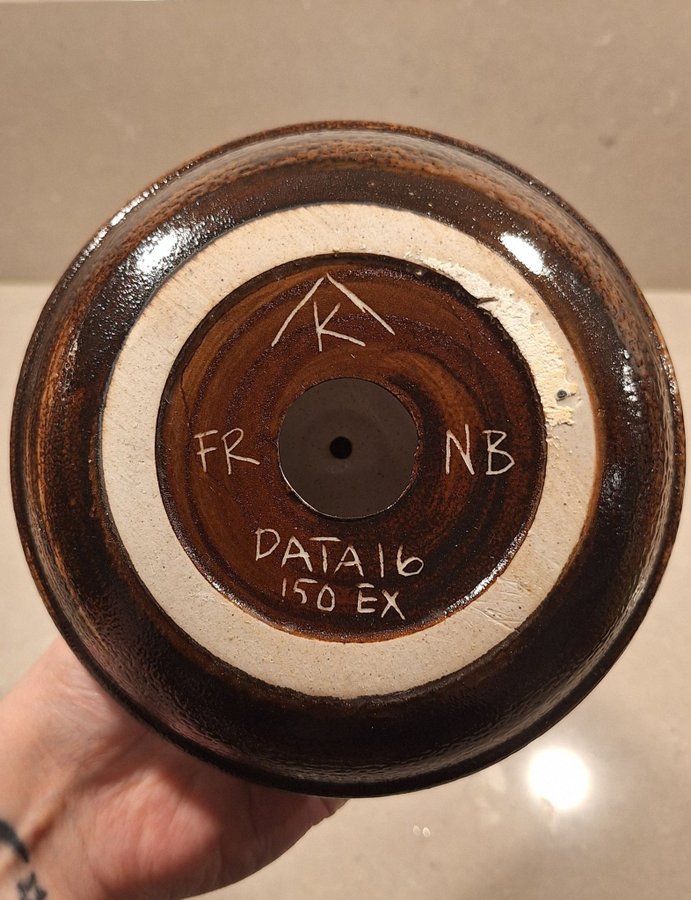 K
FR NB
DATA16
150 EX